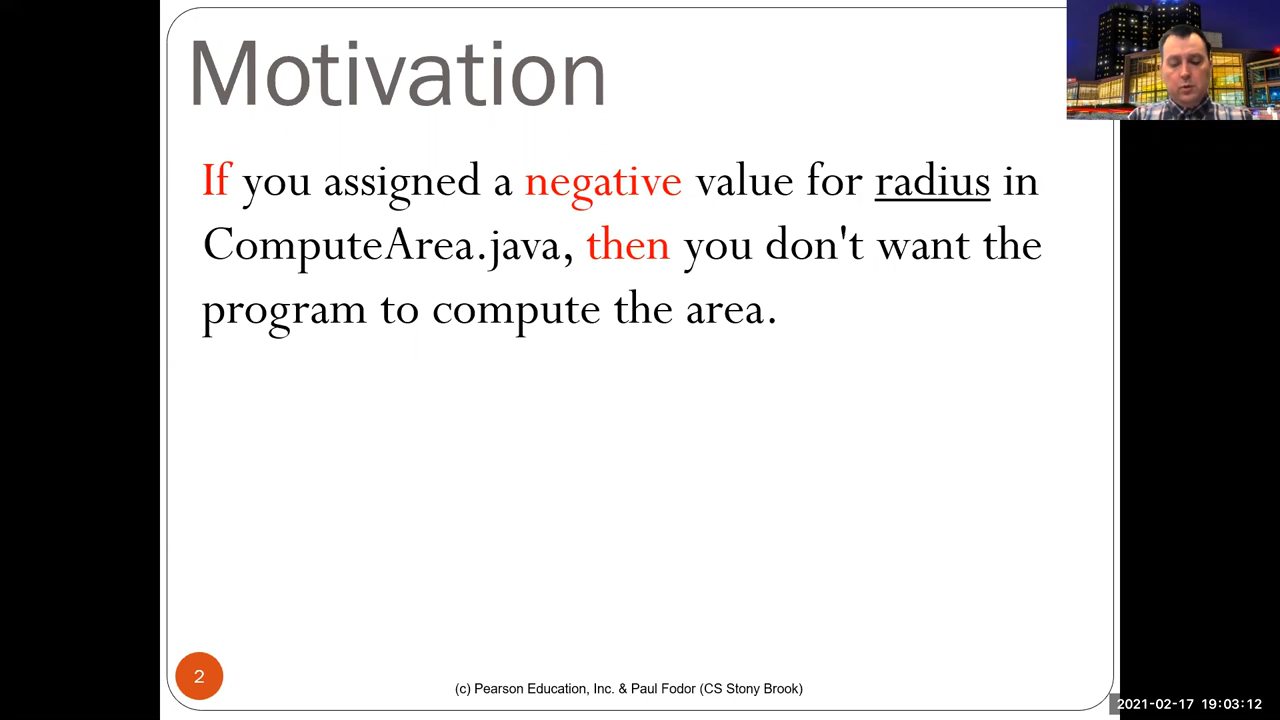 Motivation
If you assigned a negative value for radius in
ComputeArea.java, then you don't want the
program to compute the area.
2
(c) Pearson Education, Inc. & Paul Fodor (CS Stony Brook)
2021-02-17 19:03:12